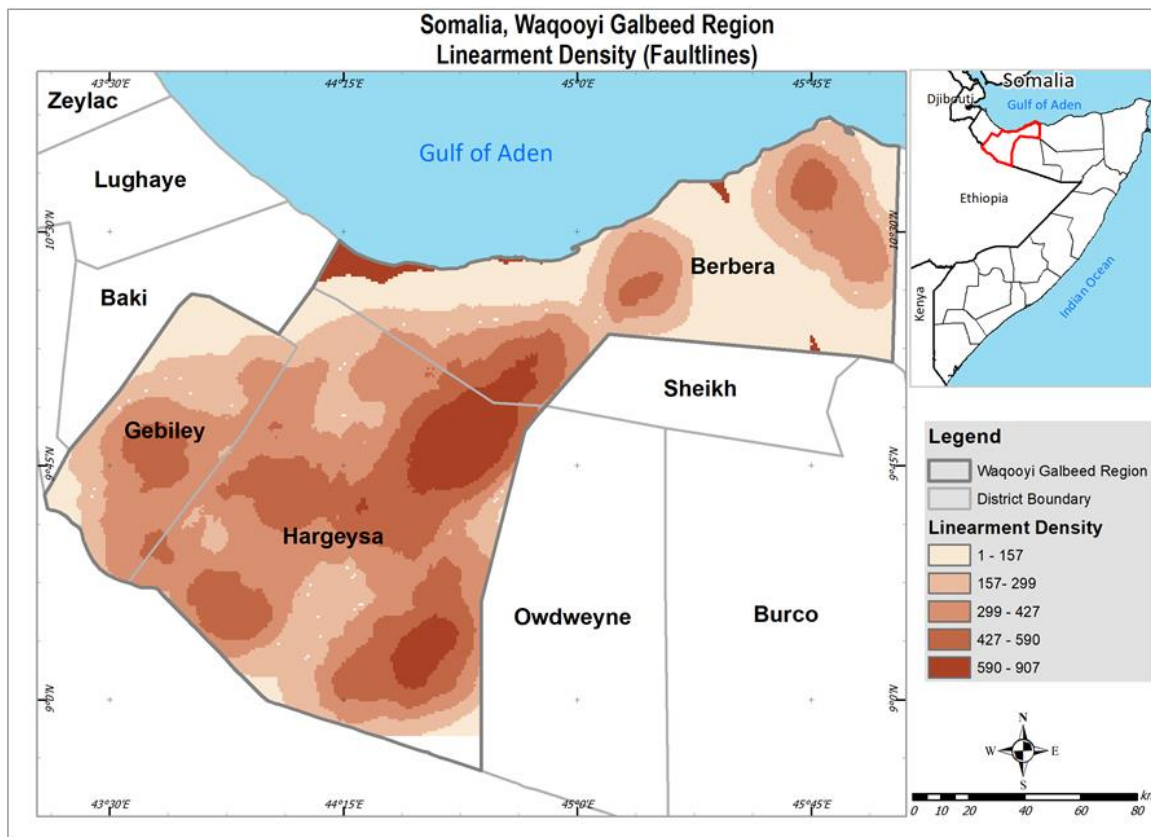 Somalia, Waqooyi Galbeed Region
Linearment Density (Faultlines)
43°30'E
44°15'E
45°0'E
45°45'E
Zeylac
Lughaye
Baki
Gulf of Aden
Berbera
Gebiley
Hargeysa
Sheikh
Owdweyne
Burco
10°30'N
9°45'N
9°0'N
10°30'N
9°45'N
9°0'N
43°30'E
44°15'E
45°0'E
45°45'E
Somalia
Djibouti
Gulf of Aden
Ethiopia
Kenya
Indian Ocean
Legend
Waqooyi Galbeed Region
District Boundary
Linearment Density
1 - 157
157- 299
299 - 427
427 - 590
590 - 907
N
W E
S
0 10 20 40 60 80